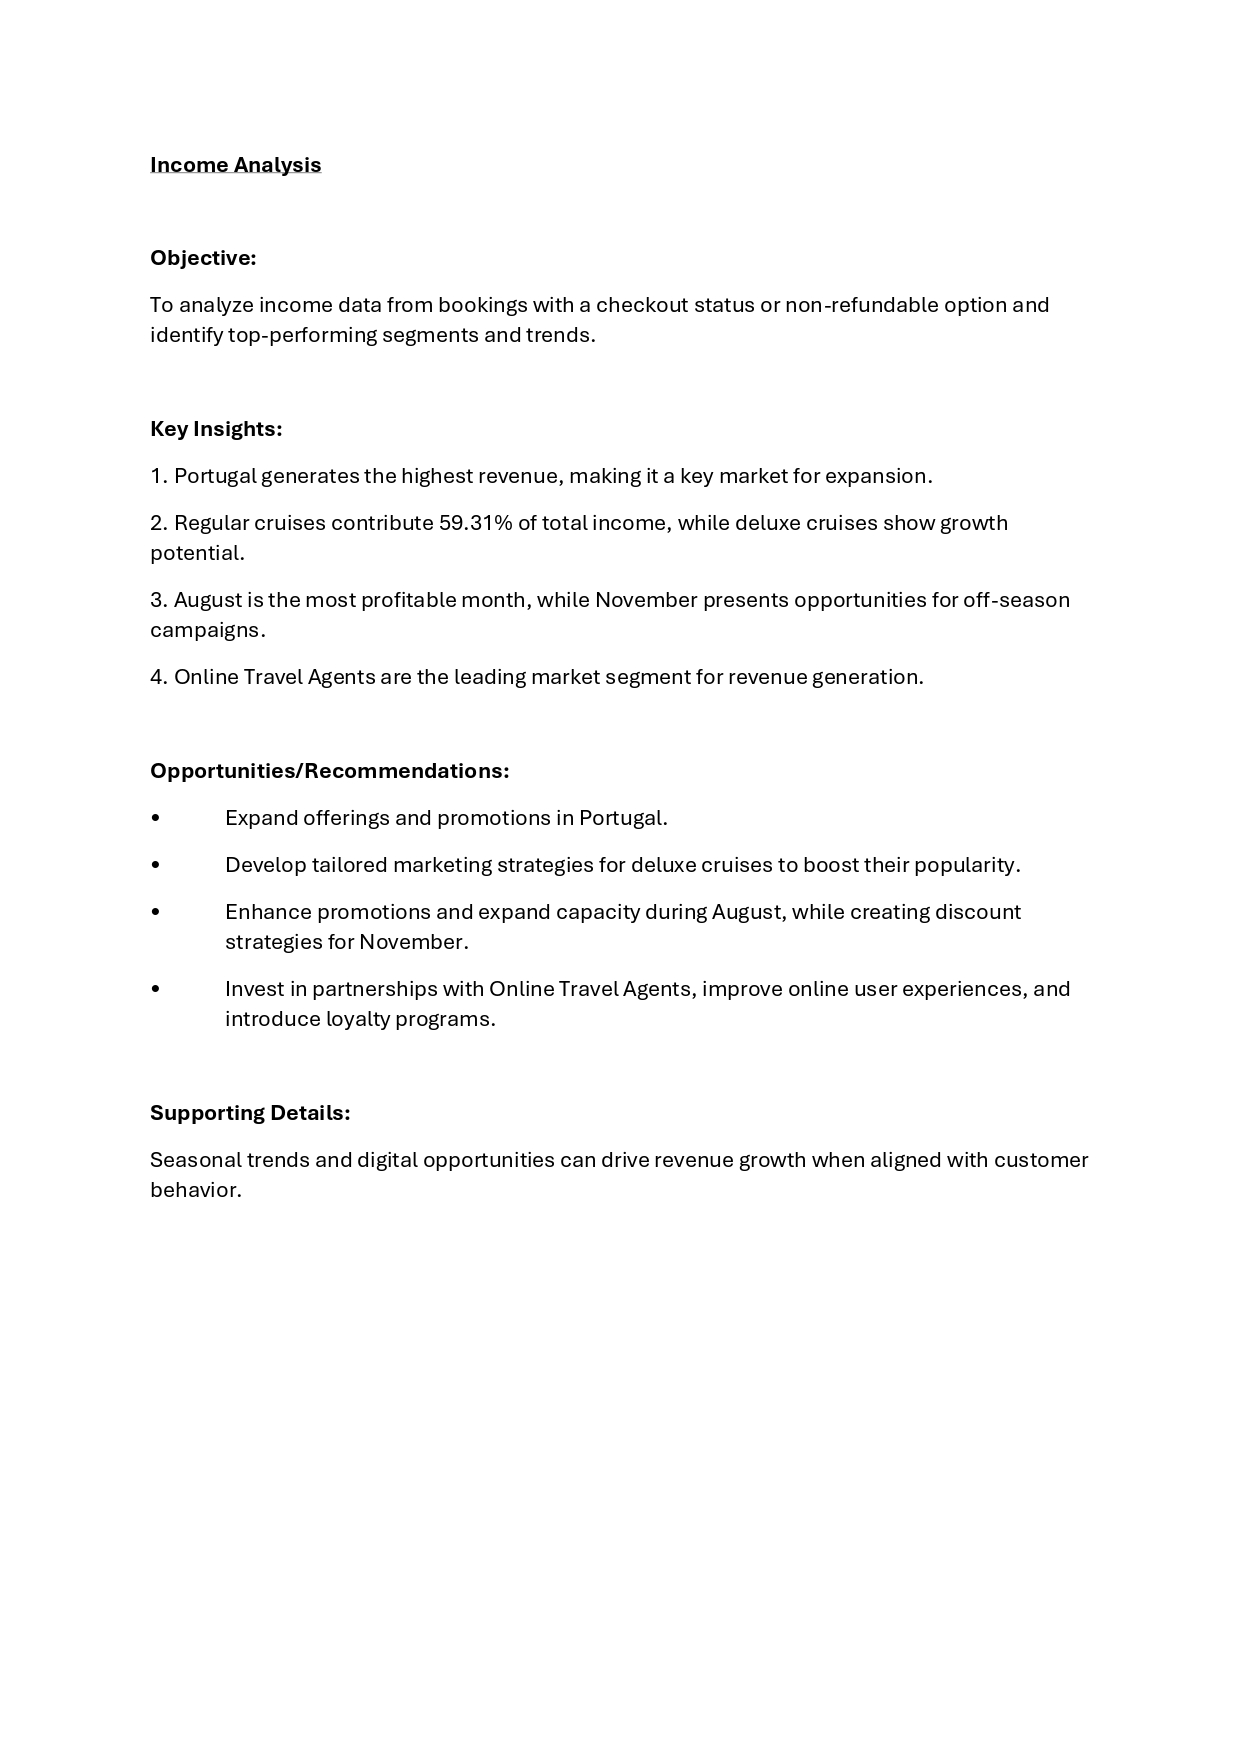 Income Analysis
Objective:
To analyze income data from bookings with a checkout status or non-refundable option and
identify top-performing segments and trends.
Key Insights:
1. Portugal generates the highest revenue, making it a key market for expansion.
2. Regular cruises contribute 59.31% of total income, while deluxe cruises show growth
potential.
3. August is the most profitable month, while November presents opportunities for off-season
campaigns.
4. Online Travel Agents are the leading market segment for revenue generation.
Opportunities/Recommendations:
• Expand offerings and promotions in Portugal.
• Develop tailored marketing strategies for deluxe cruises to boost their popularity.
• Enhance promotions and expand capacity during August, while creating discount
strategies for November.
• Invest in partnerships with Online Travel Agents, improve online user experiences, and
introduce loyalty programs.
Supporting Details:
Seasonal trends and digital opportunities can drive revenue growth when aligned with customer
behavior.